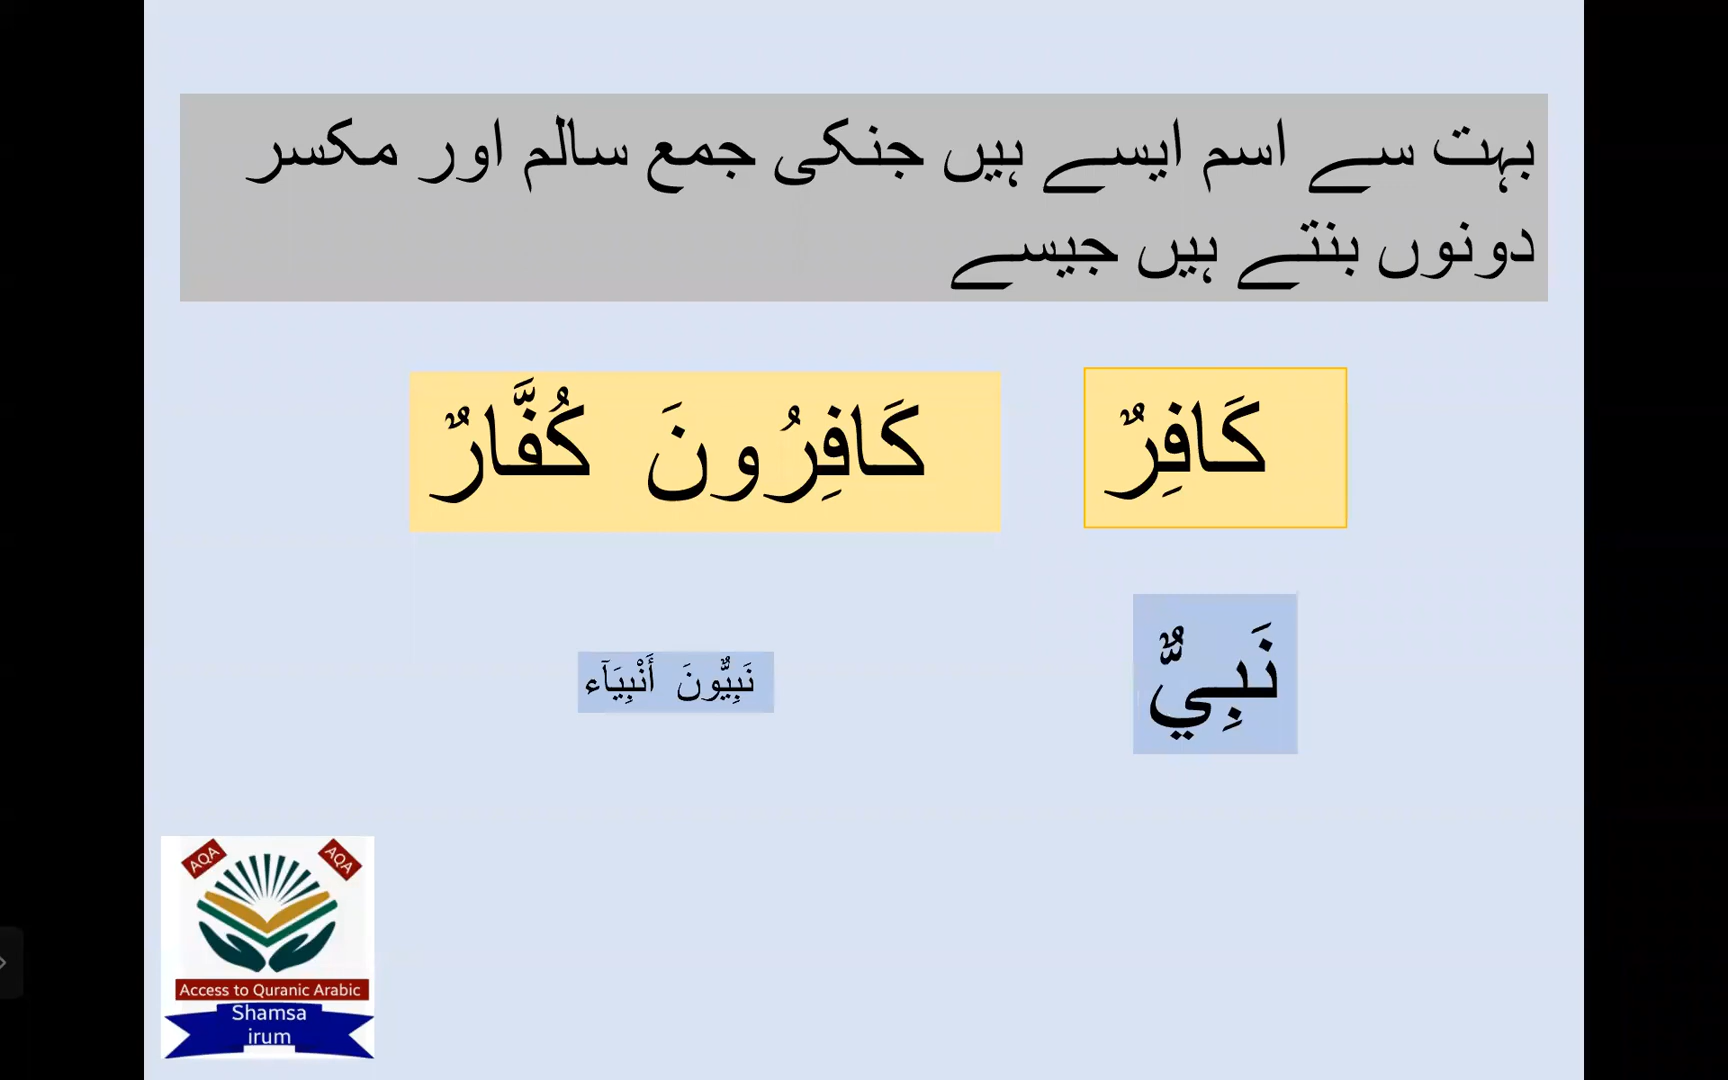 بہت سے اسم ایسے ہیں جنکی جمع سالم اور مکسر
دونوں بنتے ہیں جیسے
كَافِرٌ
كَافِرُونَ كُفَّارٌ
نَبِيٌّ
نَبِيٌّونَ أَنْبِيَآء
AQA
AQA
Access to Quranic Arabic
Shamsa
irum